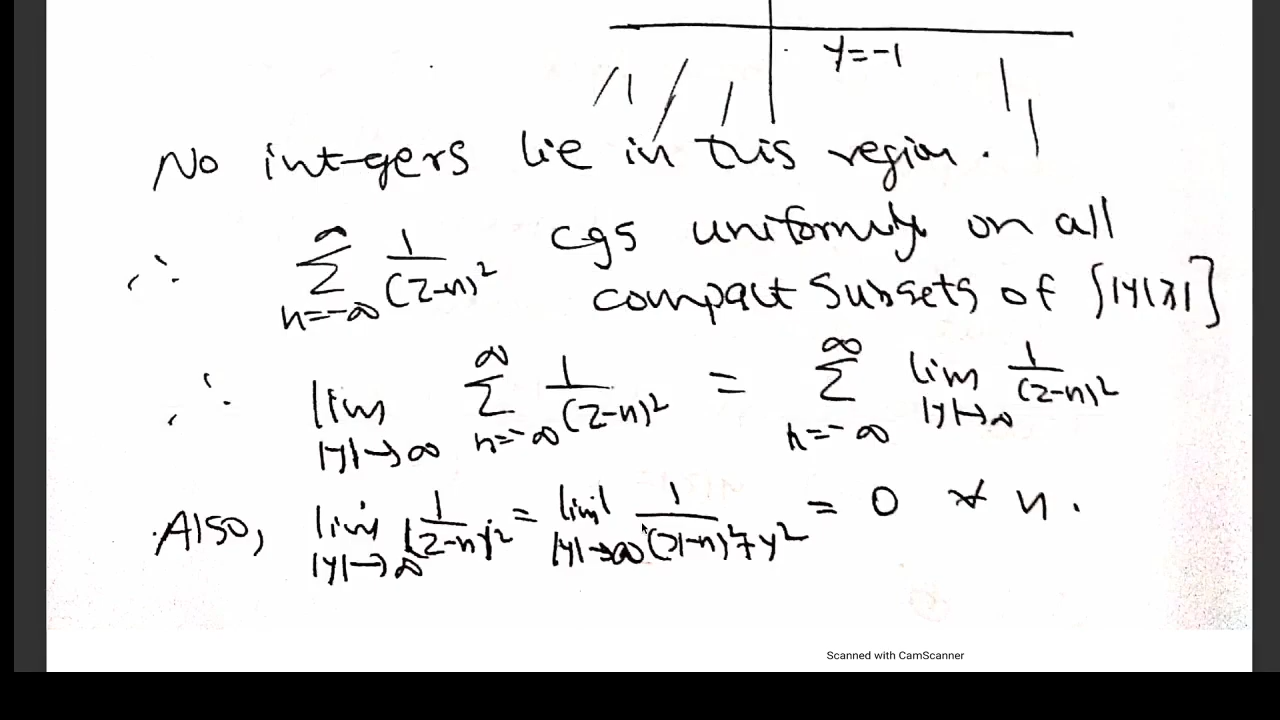 y=-1
No integers lie in this region.
∴ ∑_{n=-∞}^{∞} 1/(z-n)² cgs uniformly on all
compact subsets of {|y|≥1}
∴ lim_{|y|→∞} ∑_{n=-∞}^{∞} 1/(z-n)² = ∑_{n=-∞}^{∞} lim_{|y|→∞} 1/(z-n)²
Also, lim_{|y|→∞} 1/|z-n|² = lim_{|y|→∞} 1/((x-n)²+y²) = 0 ∀ n.
Scanned with CamScanner